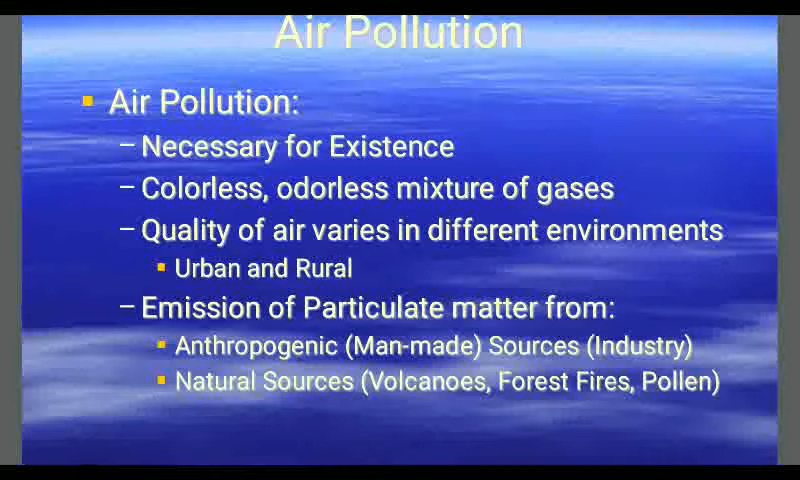 Air Pollution
Air Pollution:
– Necessary for Existence
– Colorless, odorless mixture of gases
– Quality of air varies in different environments
Urban and Rural
– Emission of Particulate matter from:
Anthropogenic (Man-made) Sources (Industry)
Natural Sources (Volcanoes, Forest Fires, Pollen)